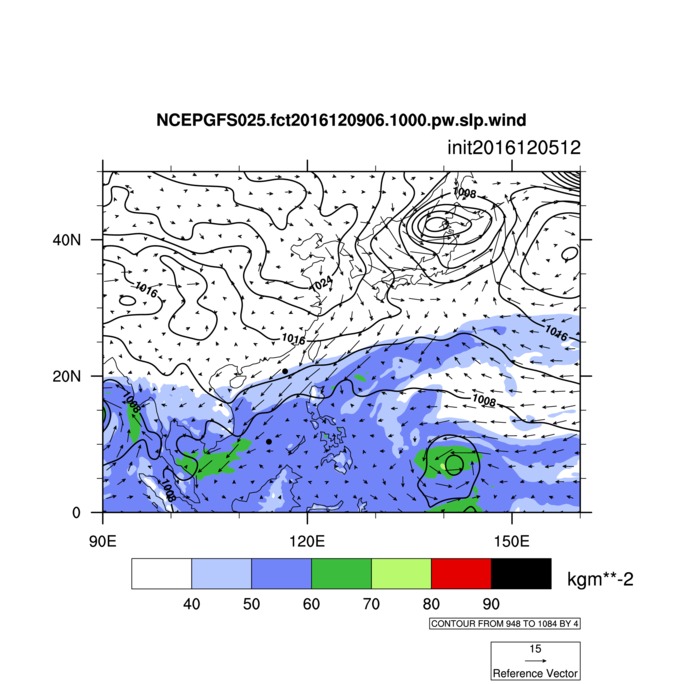 NCEPGFS025.fct2016120906.1000.pw.slp.wind
init2016120512
1008
40N
1024
1016
1016
1016
20N
1008
1008
1008
0
90E 120E 150E
kgm**-2
40 50 60 70 80 90
CONTOUR FROM 948 TO 1084 BY 4
15
Reference Vector